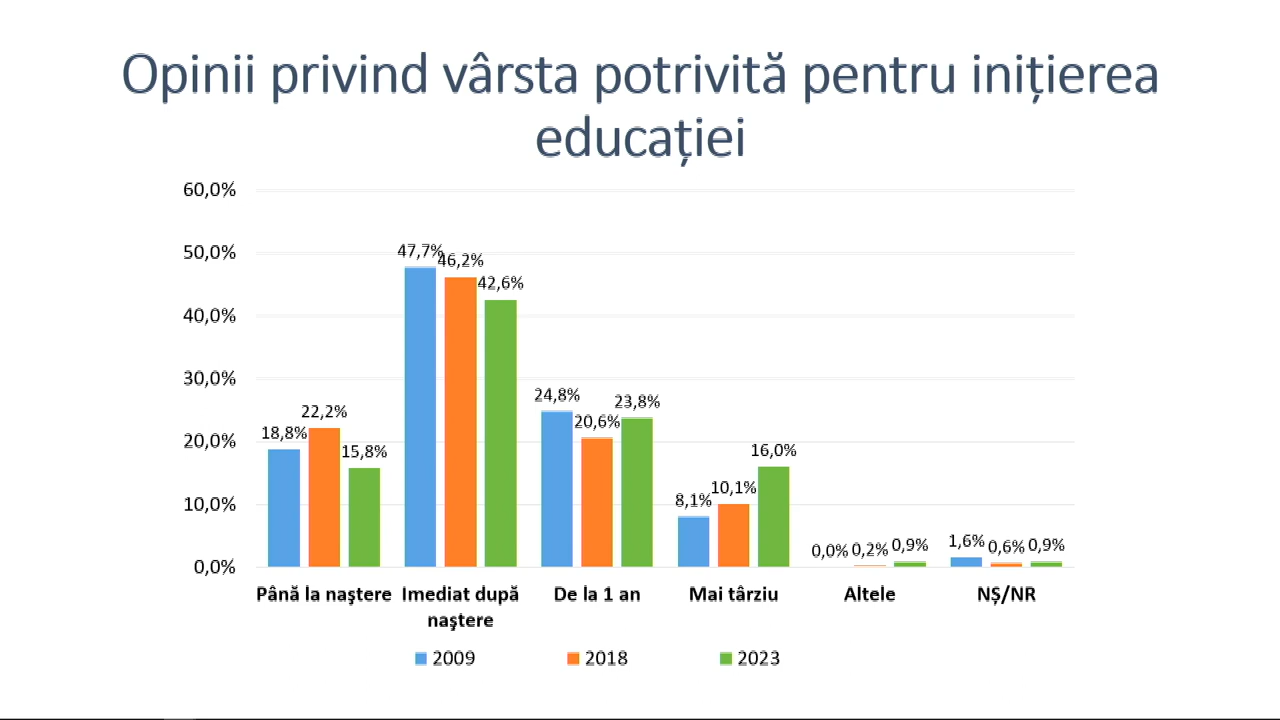 Opinii privind vârsta potrivită pentru inițierea
educației
60,0%
50,0%
40,0%
30,0%
20,0%
10,0%
0,0%
18,8% 22,2% 15,8%
47,7% 46,2% 42,6%
24,8% 20,6% 23,8%
8,1% 10,1% 16,0%
0,0% 0,2% 0,9%
1,6% 0,6% 0,9%
Până la naştere
Imediat după
naştere
De la 1 an
Mai târziu
Altele
NȘ/NR
2009 2018 2023